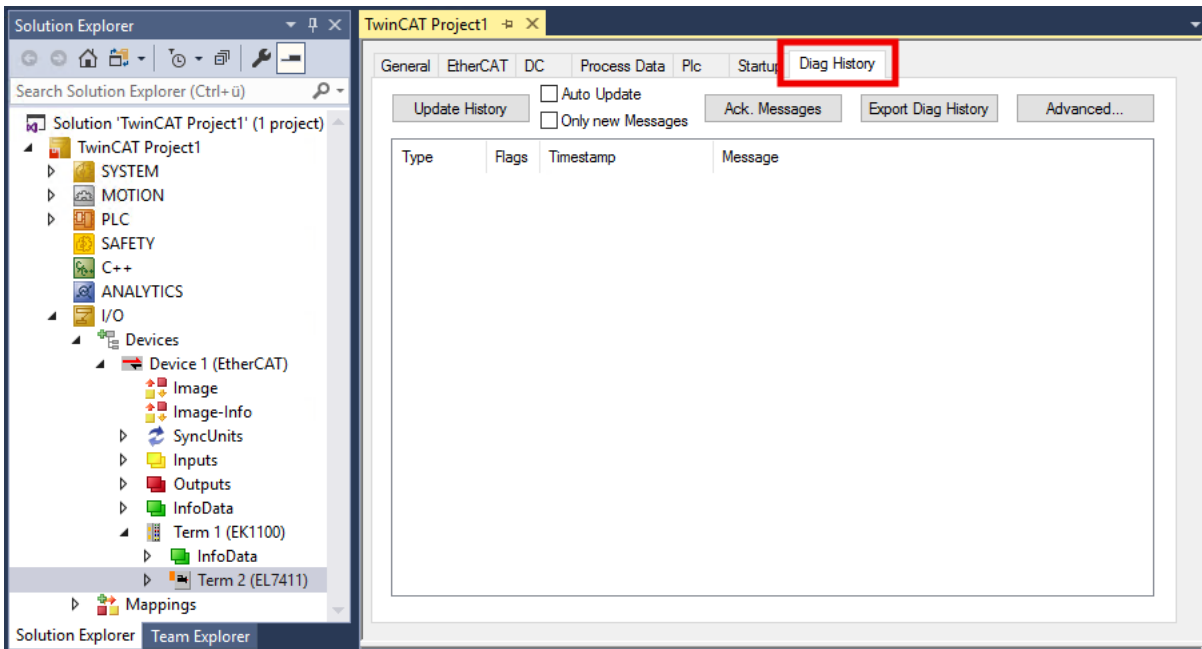 Solution Explorer
Search Solution Explorer (Ctrl+ü)
Solution 'TwinCAT Project1' (1 project)
TwinCAT Project1
SYSTEM
MOTION
PLC
SAFETY
C++
ANALYTICS
I/O
Devices
Device 1 (EtherCAT)
Image
Image-Info
SyncUnits
Inputs
Outputs
InfoData
Term 1 (EK1100)
InfoData
Term 2 (EL7411)
Mappings
Solution Explorer Team Explorer
TwinCAT Project1
General EtherCAT DC Process Data Plc Startup Diag History
Update History Auto Update Only new Messages Ack. Messages Export Diag History Advanced...
Type Flags Timestamp Message